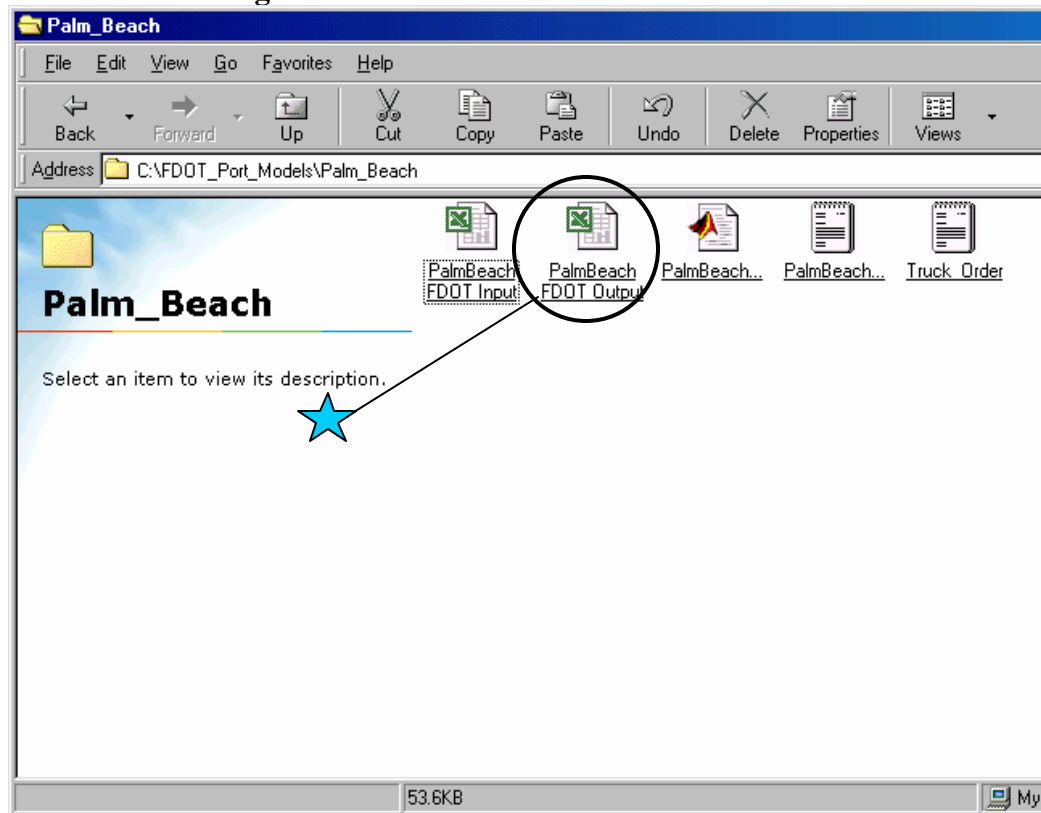 Palm_Beach
File Edit View Go Favorites Help
Back Forward Up Cut Copy Paste Undo Delete Properties Views
Address C:\FDOT_Port_Models\Palm_Beach
PalmBeach FDOT Input
PalmBeach FDOT Output
PalmBeach...
PalmBeach...
Truck_Order
Palm_Beach
Select an item to view its description.
53.6KB
My